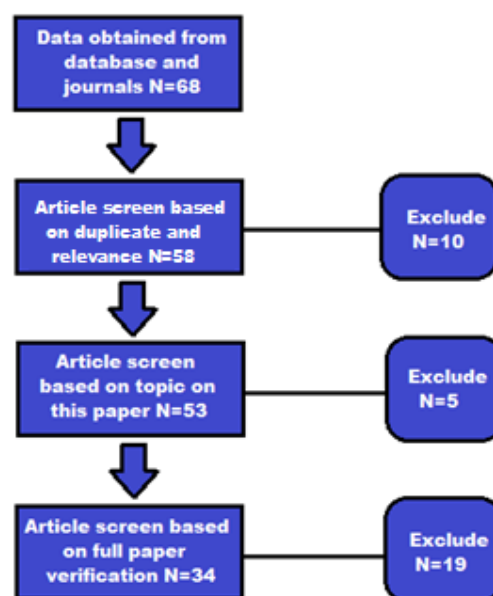 Data obtained from
database and
journals N=68
Article screen based
on duplicate and
relevance N=58
Exclude
N=10
Article screen
based on topic on
this paper N=53
Exclude
N=5
Article screen based
on full paper
verification N=34
Exclude
N=19